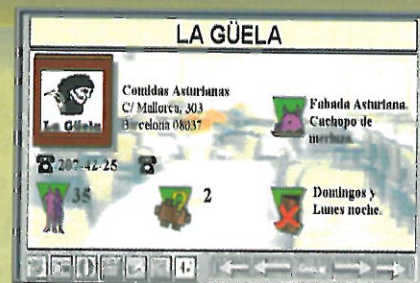 LA GÜELA
La Güela
Comidas Asturianas
C/ Mallorca, 303
Barcelona 08037
207-42-25
35
2
Fabada Asturiana
Cachopo de
merluza.
Domingos y
Lunes noche.